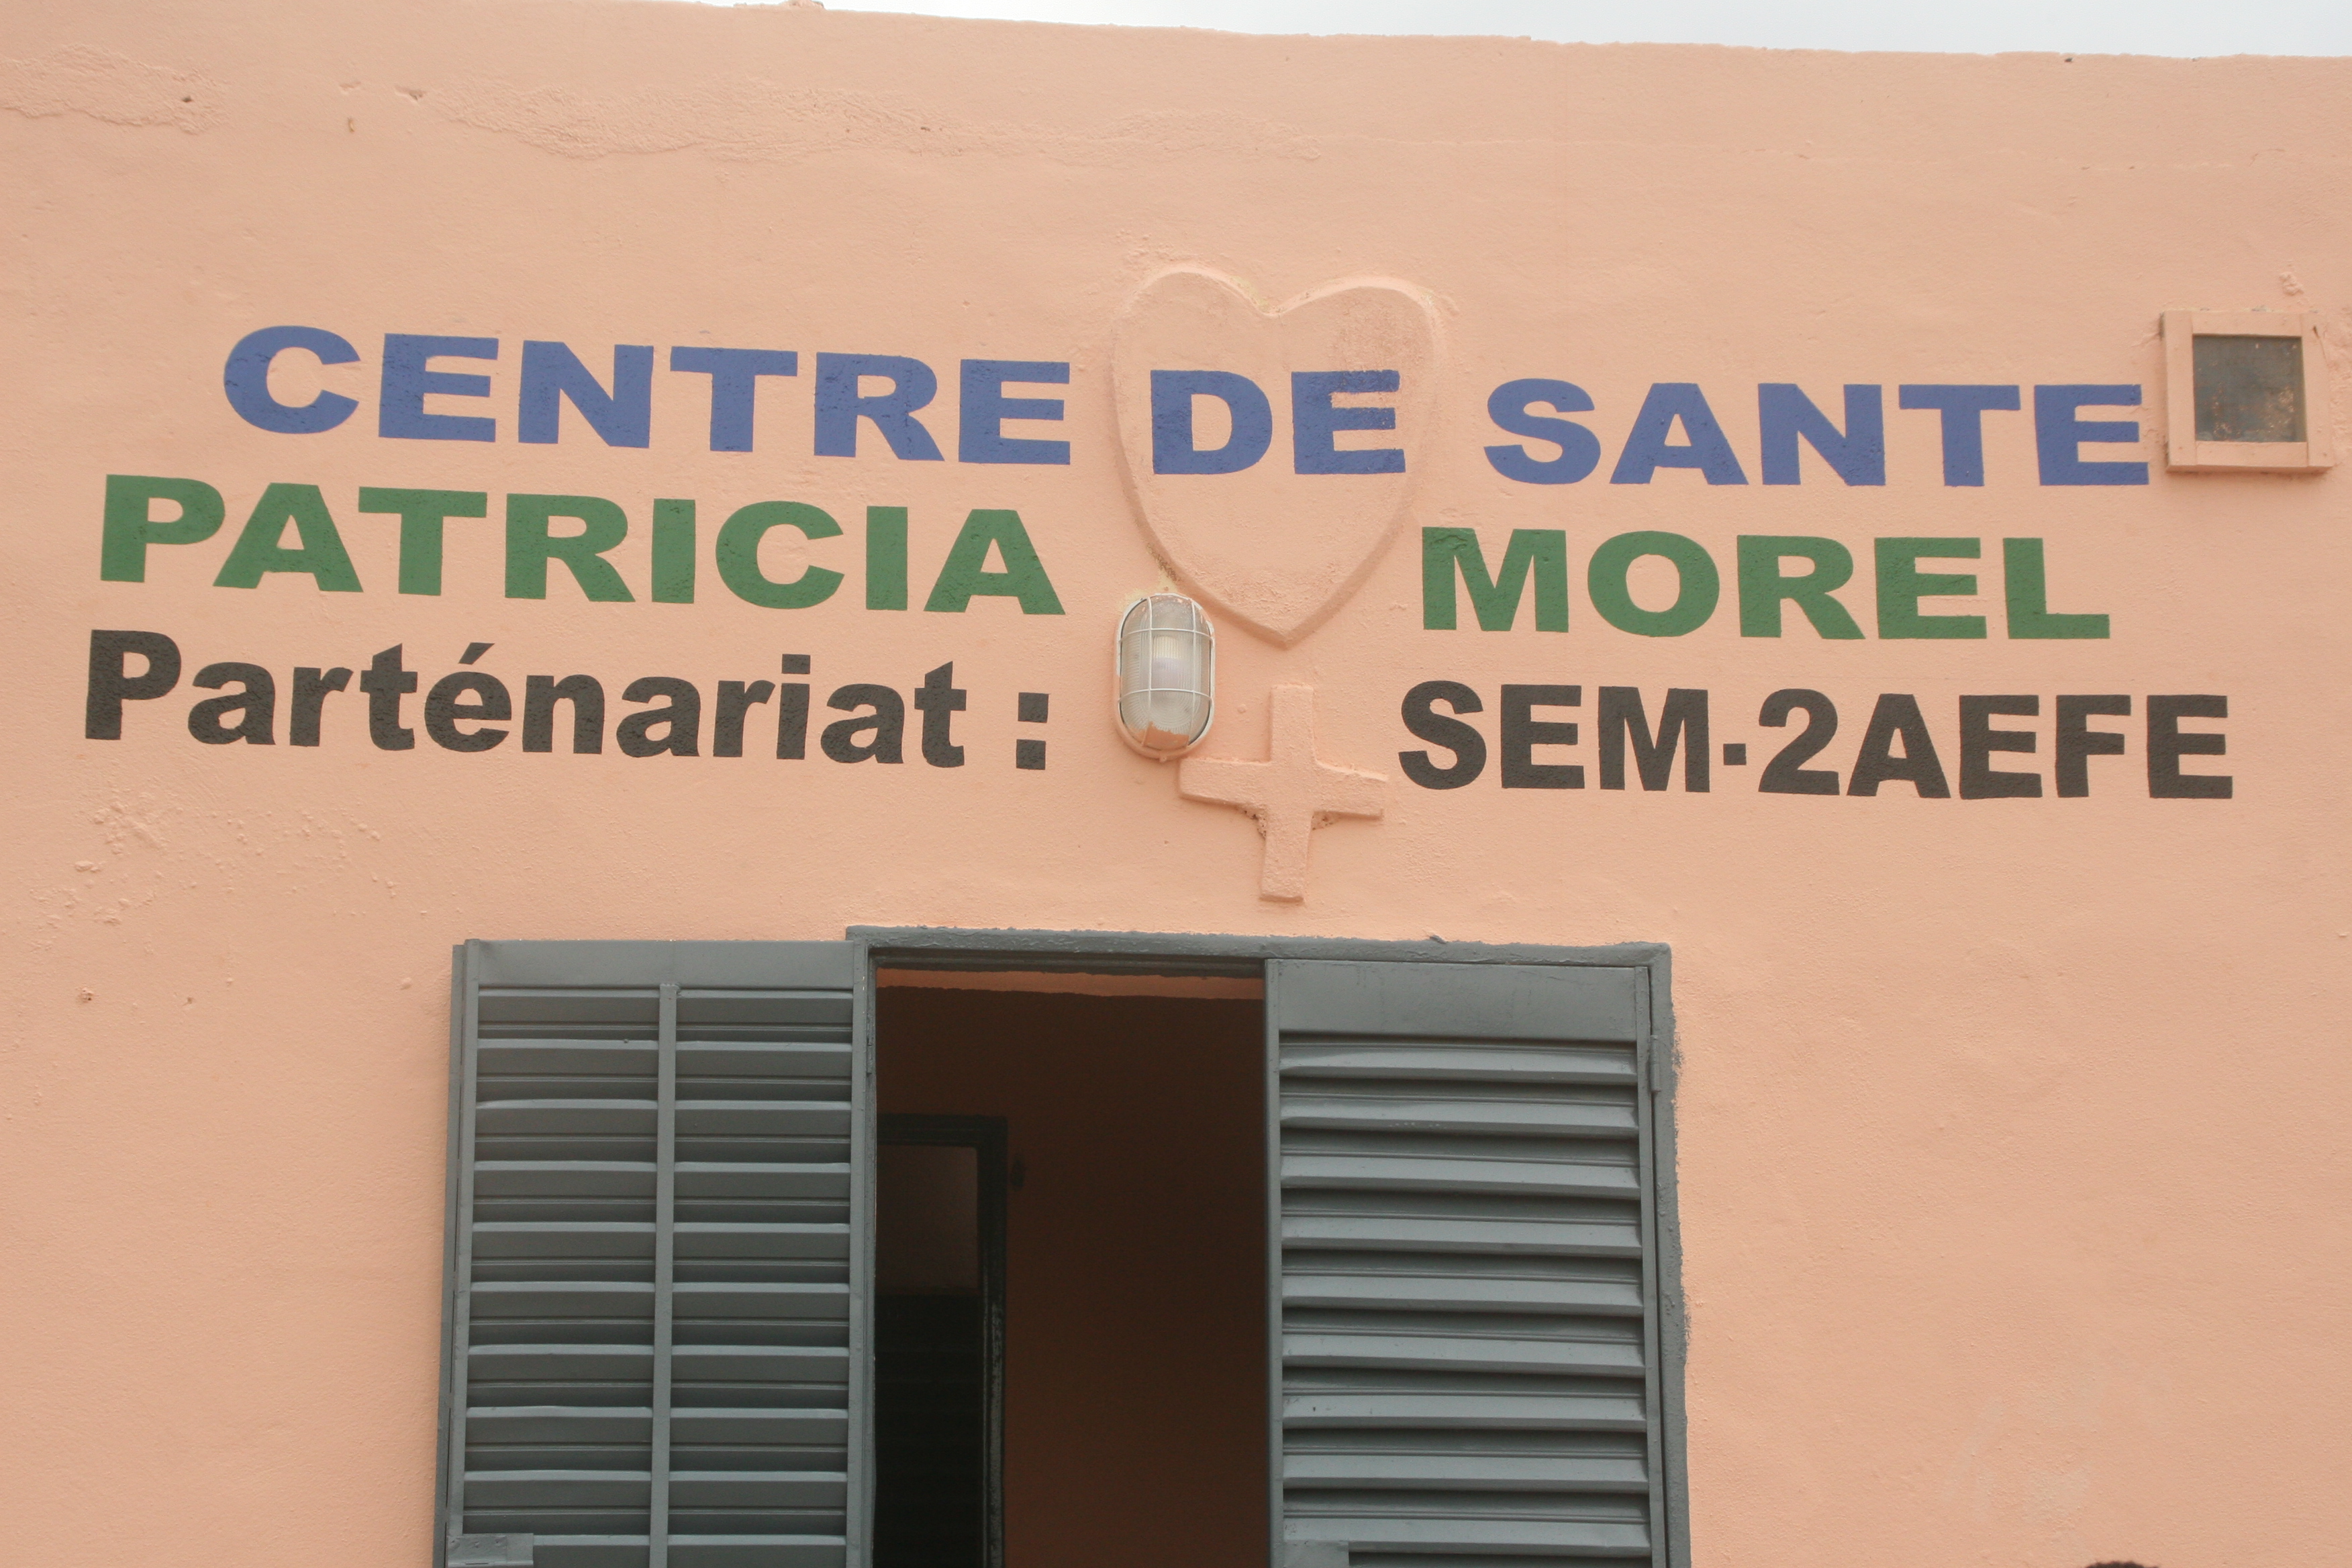 CENTRE DE SANTE
PATRICIA MOREL
Parténariat : SEM-2AEFE